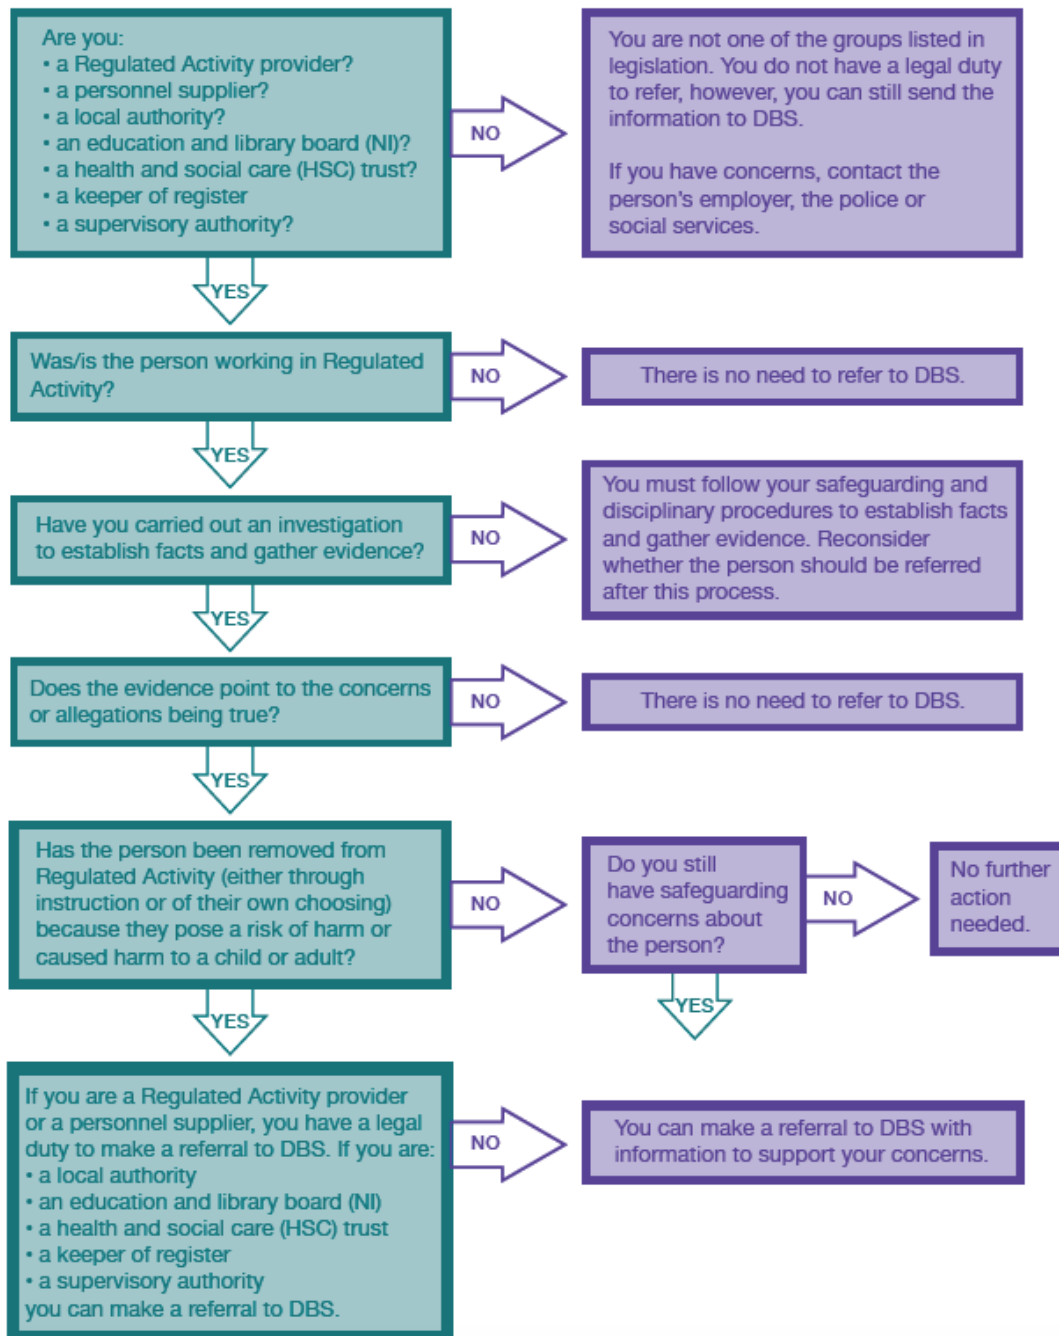 Are you:
• a Regulated Activity provider?
• a personnel supplier?
• a local authority?
• an education and library board (NI)?
• a health and social care (HSC) trust?
• a keeper of register
• a supervisory authority?
NO
You are not one of the groups listed in
legislation. You do not have a legal duty
to refer, however, you can still send the
information to DBS.
If you have concerns, contact the
person's employer, the police or
social services.
YES
Was/is the person working in Regulated
Activity?
NO
There is no need to refer to DBS.
YES
Have you carried out an investigation
to establish facts and gather evidence?
NO
You must follow your safeguarding and
disciplinary procedures to establish facts
and gather evidence. Reconsider
whether the person should be referred
after this process.
YES
Does the evidence point to the concerns
or allegations being true?
NO
There is no need to refer to DBS.
YES
Has the person been removed from
Regulated Activity (either through
instruction or of their own choosing)
because they pose a risk of harm or
caused harm to a child or adult?
NO
Do you still
have safeguarding
concerns about
the person?
NO
No further
action
needed.
YES
YES
If you are a Regulated Activity provider
or a personnel supplier, you have a legal
duty to make a referral to DBS. If you are:
• a local authority
• an education and library board (NI)
• a health and social care (HSC) trust
• a keeper of register
• a supervisory authority
you can make a referral to DBS.
NO
You can make a referral to DBS with
information to support your concerns.